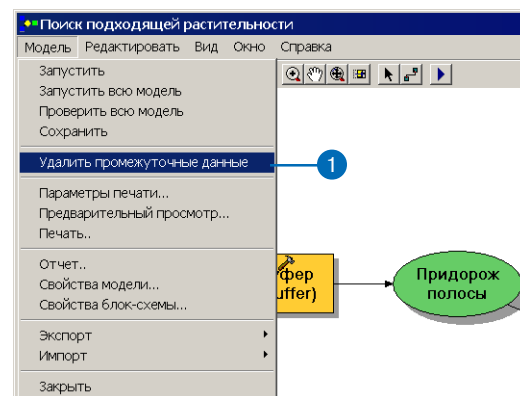 Поиск подходящей растительности
Модель Редактировать Вид Окно Справка
Запустить
Запустить всю модель
Проверить всю модель
Сохранить
Удалить промежуточные данные
1
Параметры печати...
Предварительный просмотр...
Печать..
Отчет..
Свойства модели...
Свойства блок-схемы...
Экспорт
Импорт
Закрыть
фер
uffer)
Придорож
полосы